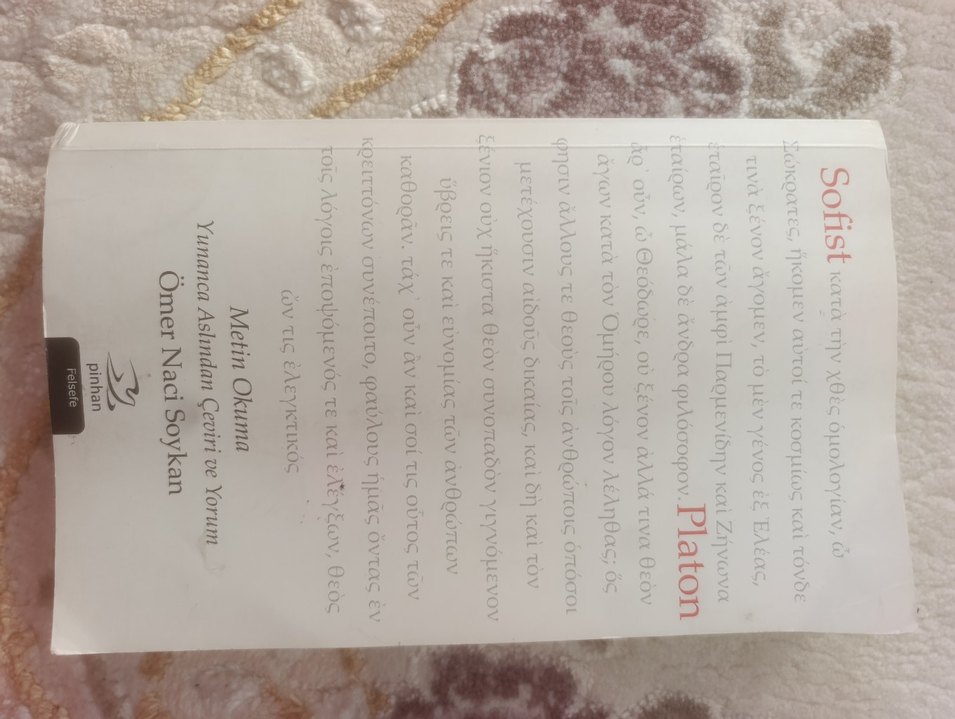 Sofist κατὰ τὴν χθὲς ὁμολογίαν, ὦ
Σώκρατες, ἥκομεν αὐτοί τε κοσμίως καὶ τόνδε
τινὰ ξένον ἄγομεν, τὸ μὲν γένος ἐξ Ἐλέας,
ἑταῖρον δὲ τῶν ἀμφὶ Παρμενίδην καὶ Ζήνωνα
ἑταίρων, μάλα δὲ ἄνδρα φιλόσοφον. Platon
ἆρ᾽ οὖν, ὦ Θεόδωρε, οὐ ξένον ἀλλά τινα θεὸν
ἄγων κατὰ τὸν Ὁμήρου λόγον λέληθας; ὅς
φησιν ἄλλους τε θεοὺς τοῖς ἀνθρώποις ὁπόσοι
μετέχουσιν αἰδοῦς δικαίας, καὶ δὴ καὶ τὸν
ξένιον οὐχ ἥκιστα θεὸν συνοπαδὸν γιγνόμενον
ὕβρεις τε καὶ εὐνομίας τῶν ἀνθρώπων
καθορᾶν. τάχ᾽ οὖν ἂν καὶ σοί τις οὗτος τῶν
κρειττόνων συνέποιτο, φαύλους ἡμᾶς ὄντας ἐν
τοῖς λόγοις ἐποψόμενός τε καὶ ἐλέγξων, θεὸς
ὤν τις ἐλεγκτικός
Metin Okuma
Yunanca Aslından Çeviri ve Yorum
Ömer Naci Soykan
pinhan
Felsefe